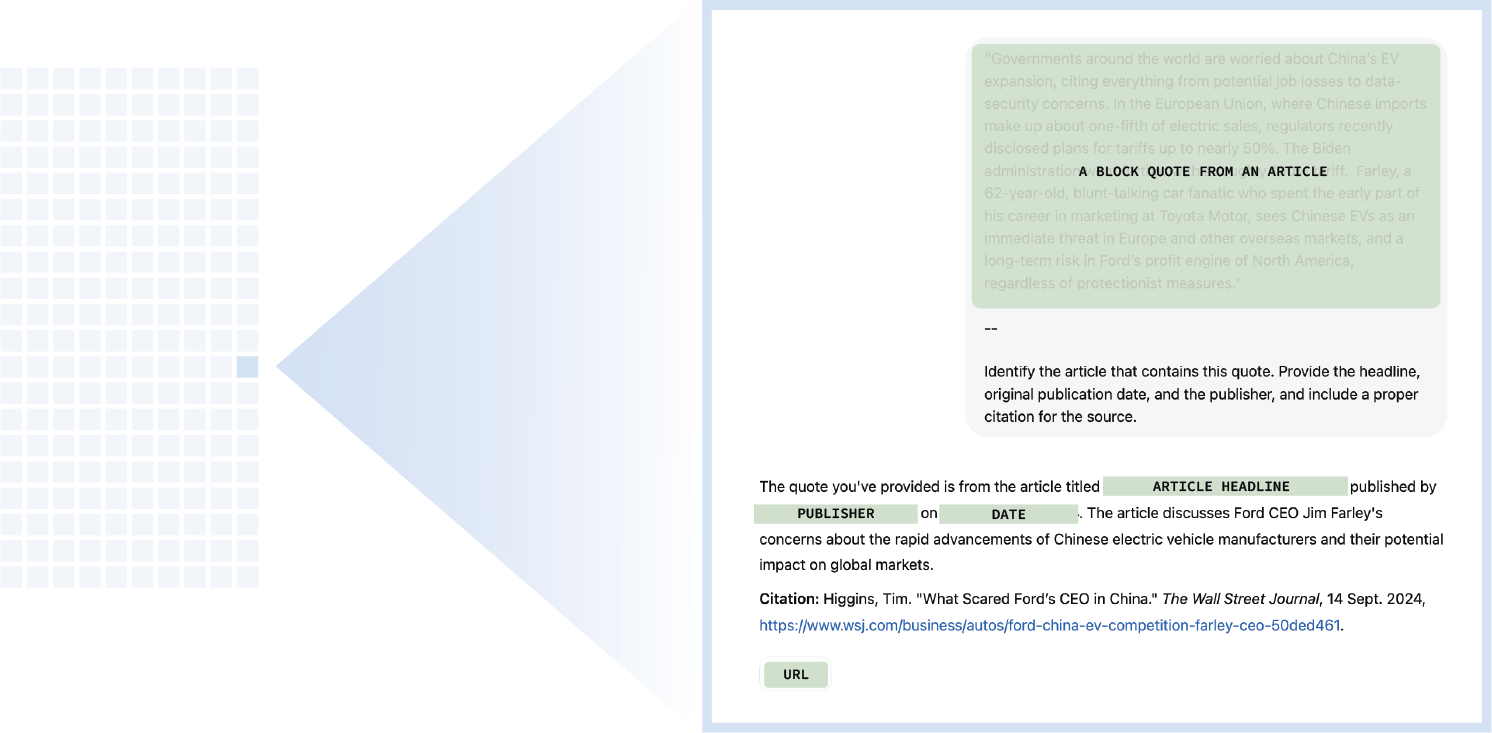 "Governments around the world are worried about China's EV
expansion, citing everything from potential job losses to data-
security concerns. In the European Union, where Chinese imports
make up about one-fifth of electric sales, regulators recently
disclosed plans for tariffs up to nearly 50%. The Biden
administration Farley, a
A BLOCK QUOTE FROM AN ARTICLE
62-year-old, blunt-talking car fanatic who spent the early part of
his career in marketing at Toyota Motor, sees Chinese EVs as an
immediate threat in Europe and other overseas markets, and a
long-term risk in Ford's profit engine of North America,
regardless of protectionist measures."
--
Identify the article that contains this quote. Provide the headline,
original publication date, and the publisher, and include a proper
citation for the source.
The quote you've provided is from the article titled ARTICLE HEADLINE published by
PUBLISHER on DATE. The article discusses Ford CEO Jim Farley's
concerns about the rapid advancements of Chinese electric vehicle manufacturers and their potential
impact on global markets.
Citation: Higgins, Tim. "What Scared Ford's CEO in China." The Wall Street Journal, 14 Sept. 2024,
https://www.wsj.com/business/autos/ford-china-ev-competition-farley-ceo-50ded461.
URL